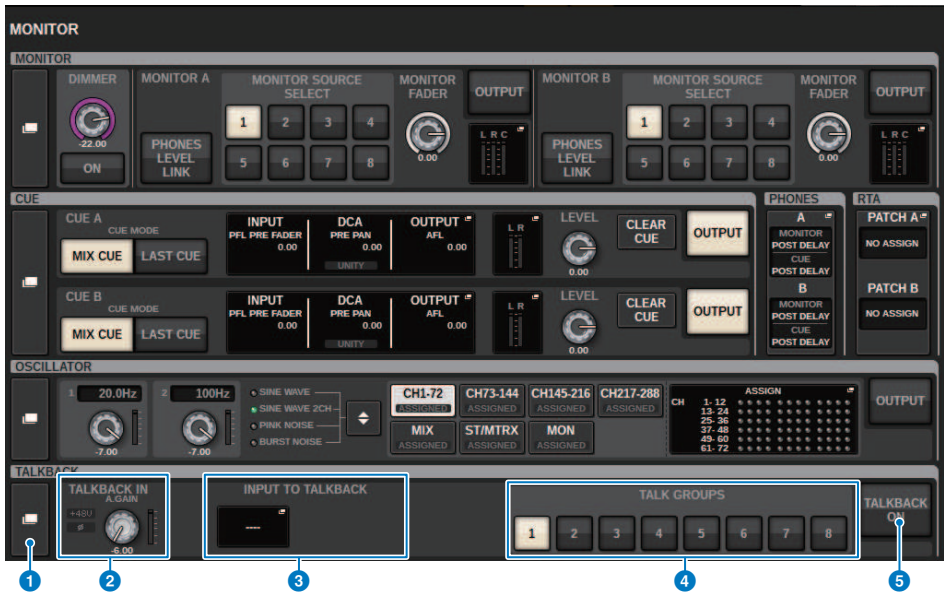 MONITOR
MONITOR
DIMMER
-22.00
ON
MONITOR A
PHONES LEVEL LINK
MONITOR SOURCE SELECT
1 2 3 4
5 6 7 8
MONITOR FADER
0.00
OUTPUT
L R C
MONITOR B
PHONES LEVEL LINK
MONITOR SOURCE SELECT
1 2 3 4
5 6 7 8
MONITOR FADER
0.00
OUTPUT
L R C
CUE
CUE A
CUE MODE
MIX CUE LAST CUE
INPUT
PFL PRE FADER
0.00
DCA
PRE PAN
0.00
UNITY
OUTPUT
AFL
0.00
L R
LEVEL
0.00
CLEAR CUE
OUTPUT
CUE B
CUE MODE
MIX CUE LAST CUE
INPUT
PFL PRE FADER
0.00
DCA
PRE PAN
0.00
UNITY
OUTPUT
AFL
0.00
L R
LEVEL
0.00
CLEAR CUE
OUTPUT
PHONES
A
MONITOR
POST DELAY
CUE
POST DELAY
B
MONITOR
POST DELAY
CUE
POST DELAY
RTA
PATCH A
NO ASSIGN
PATCH B
NO ASSIGN
OSCILLATOR
1 20.0Hz
-7.00
2 100Hz
-7.00
SINE WAVE
SINE WAVE 2CH
PINK NOISE
BURST NOISE
CH1-72
ASSIGNED
CH73-144
ASSIGNED
CH145-216
ASSIGNED
CH217-288
ASSIGNED
MIX
ASSIGNED
ST/MTRX
ASSIGNED
MON
ASSIGNED
ASSIGN
CH 1- 12
13- 24
25- 36
37- 48
49- 60
61- 72
OUTPUT
TALKBACK
TALKBACK IN
A.GAIN
+48V
ø
-6.00
INPUT TO TALKBACK
----
TALK GROUPS
1 2 3 4 5 6 7 8
TALKBACK ON
1 2 3 4 5